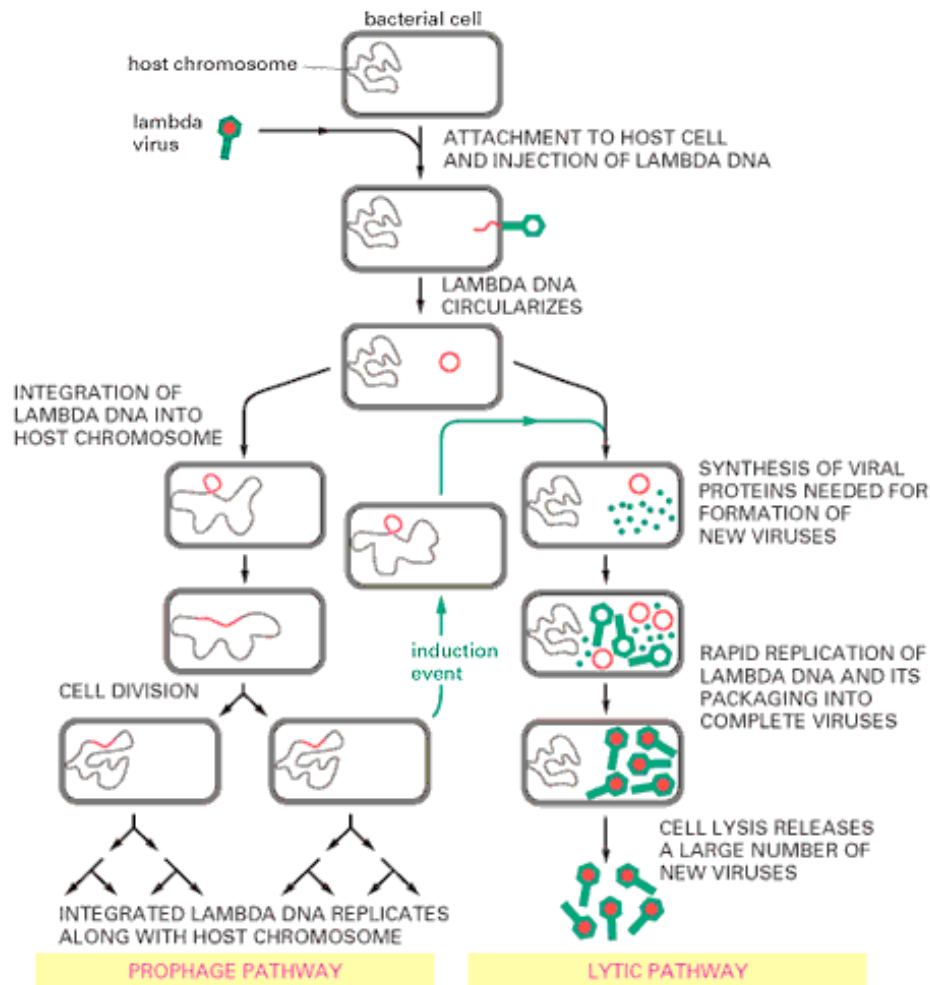 bacterial cell
host chromosome
lambda
virus
ATTACHMENT TO HOST CELL
AND INJECTION OF LAMBDA DNA
LAMBDA DNA
CIRCULARIZES
INTEGRATION OF
LAMBDA DNA INTO
HOST CHROMOSOME
SYNTHESIS OF VIRAL
PROTEINS NEEDED FOR
FORMATION OF
NEW VIRUSES
induction
event
RAPID REPLICATION OF
LAMBDA DNA AND ITS
PACKAGING INTO
COMPLETE VIRUSES
CELL DIVISION
CELL LYSIS RELEASES
A LARGE NUMBER OF
NEW VIRUSES
INTEGRATED LAMBDA DNA REPLICATES
ALONG WITH HOST CHROMOSOME
PROPHAGE PATHWAY
LYTIC PATHWAY